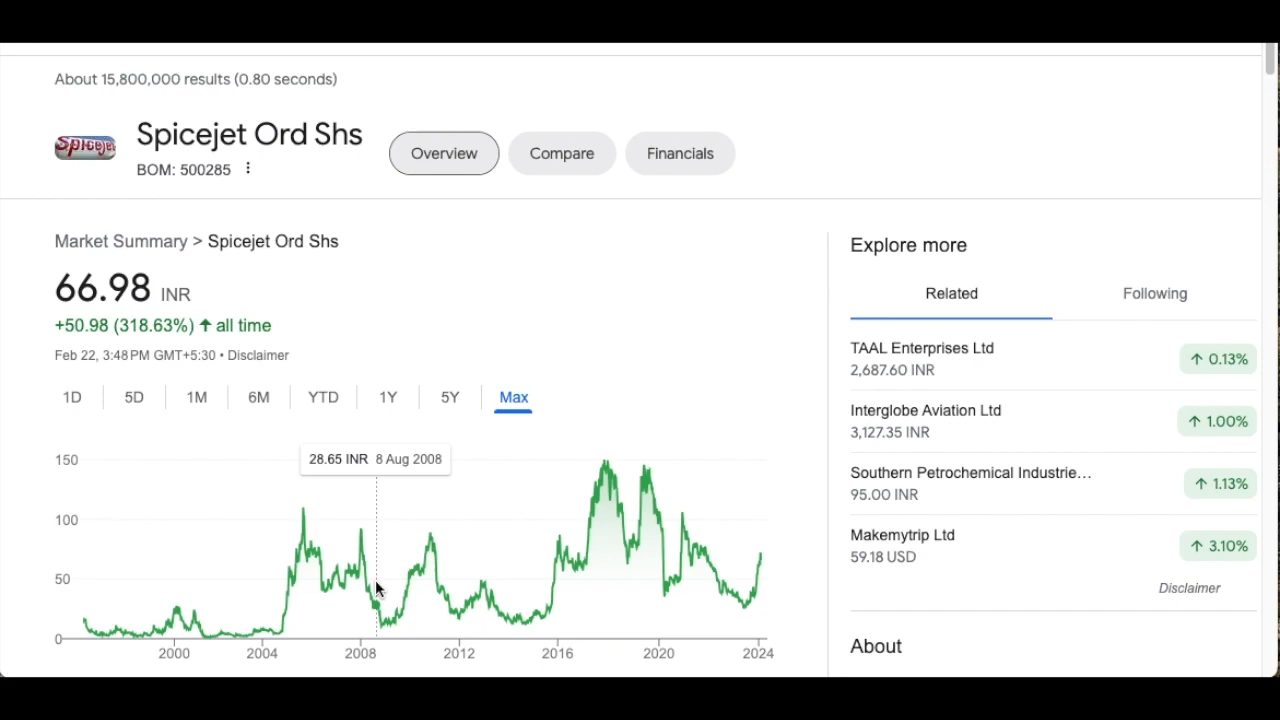 About 15,800,000 results (0.80 seconds)
Spicejet
Spicejet Ord Shs
BOM: 500285
Overview
Compare
Financials
Market Summary > Spicejet Ord Shs
66.98 INR
+50.98 (318.63%) ↑ all time
Feb 22, 3:48 PM GMT+5:30 • Disclaimer
1D 5D 1M 6M YTD 1Y 5Y Max
28.65 INR 8 Aug 2008
150
100
50
0
2000 2004 2008 2012 2016 2020 2024
Explore more
Related Following
TAAL Enterprises Ltd
2,687.60 INR
↑ 0.13%
Interglobe Aviation Ltd
3,127.35 INR
↑ 1.00%
Southern Petrochemical Industrie...
95.00 INR
↑ 1.13%
Makemytrip Ltd
59.18 USD
↑ 3.10%
Disclaimer
About